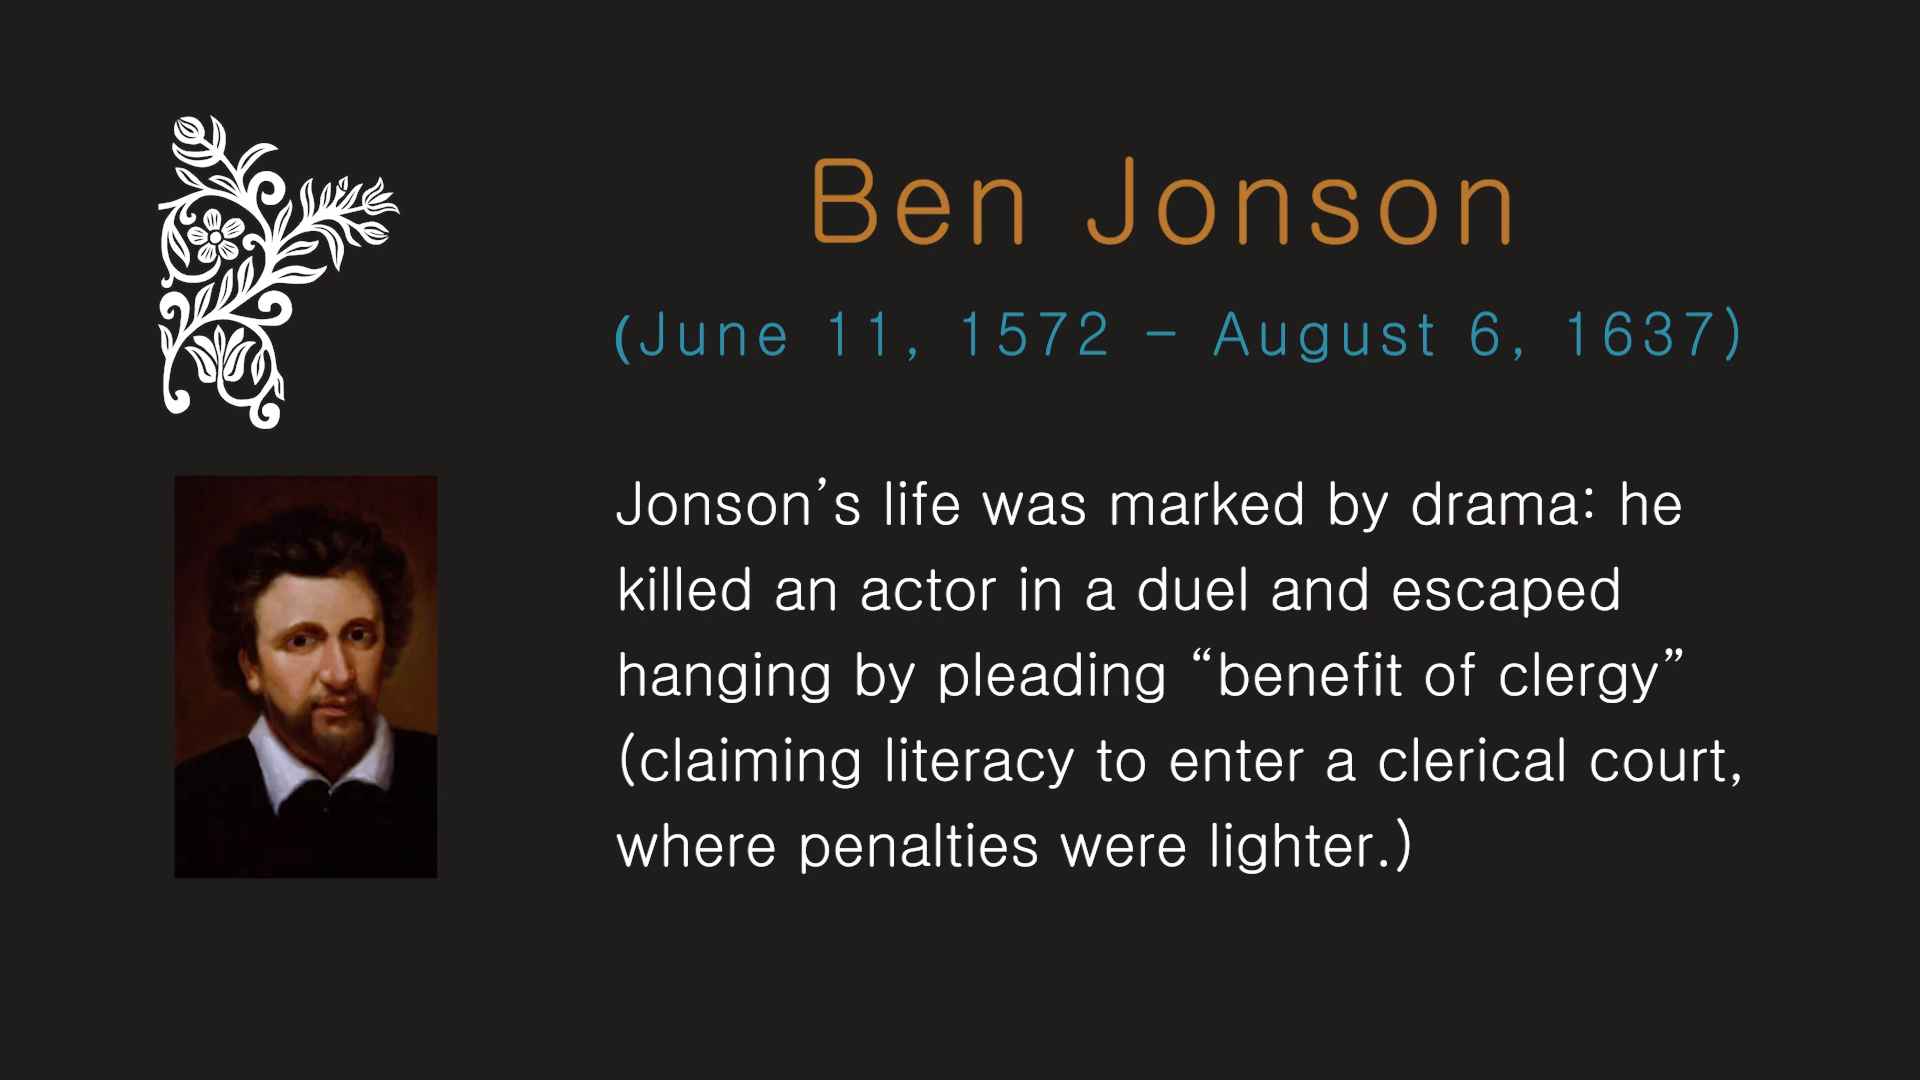 Ben Jonson
(June 11, 1572 – August 6, 1637)
Jonson’s life was marked by drama: he
killed an actor in a duel and escaped
hanging by pleading “benefit of clergy”
(claiming literacy to enter a clerical court,
where penalties were lighter.)